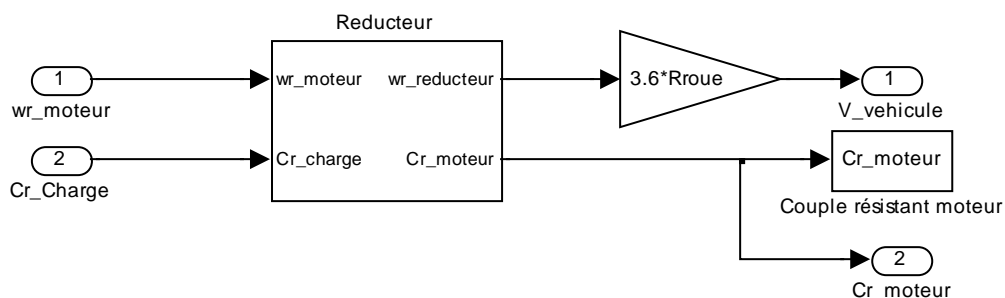 Reducteur
1
wr_moteur
wr_moteur
wr_reducteur
3.6*Rroue
1
V_vehicule
2
Cr_Charge
Cr_charge
Cr_moteur
Cr_moteur
Couple résistant moteur
2
Cr_moteur